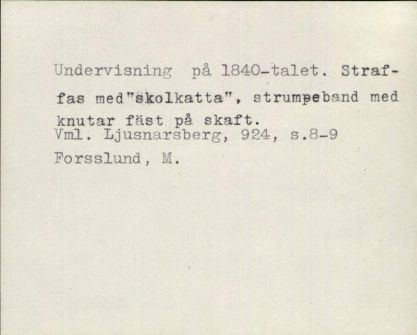 Undervisning på 1840-talet. Straf-
fas med"skolkatta", strumpeband med
knutar fäst på skaft.
Vml. Ljusnarsberg, 924, s.8-9
Forsslund, M.